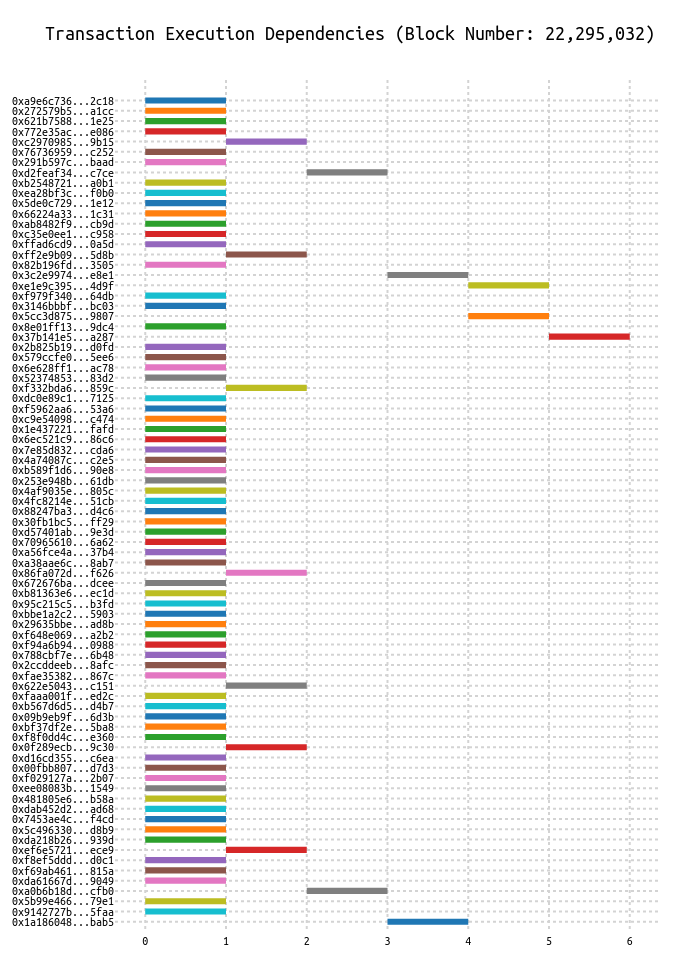 Transaction Execution Dependencies (Block Number: 22,295,032)
0xa9e6c736...2c18
0x272579b5...a1cc
0x621b7588...1e25
0x772e35ac...e086
0xc2970985...9b15
0x76736959...c252
0x291b597c...baad
0xd2feaf34...c7ce
0xb2548721...a0b1
0xea28bf3c...f0b0
0x5de0c729...1e12
0x66224a33...1c31
0xab8482f9...cb9d
0xc35e0ee1...c958
0xffad6cd9...0a5d
0xff2e9b09...5d8b
0x82b196fd...3505
0x3c2e9974...e8e1
0xe1e9c395...4d9f
0xf979f340...64db
0x3146bbbf...bc03
0x5cc3d875...9807
0x8e01ff13...9dc4
0x37b141e5...a287
0x2b825b19...d0fd
0x579ccfe0...5ee6
0x6e628ff1...ac78
0x52374853...83d2
0xf332bda6...859c
0xdc0e89c1...7125
0xf5962aa6...53a6
0xc9e54098...c474
0x1e437221...fafd
0x6ec521c9...86c6
0x7e85d832...cda6
0x4a74087c...c2e5
0xb589f1d6...90e8
0x253e948b...61db
0x4af9035e...805c
0x4fc8214e...51cb
0x88247ba3...d4c6
0x30fb1bc5...ff29
0xd57401ab...9e3d
0x70965610...6a62
0xa56fce4a...37b4
0xa38aae6c...8ab7
0x86fa072d...f626
0x672676ba...dcee
0xb81363e6...ec1d
0x95c215c5...b3fd
0xbbe1a2c2...5903
0x29635bbe...ad8b
0xf648e069...a2b2
0xf94a6b94...0988
0x788cbf7e...6b48
0x2ccddeeb...8afc
0xfae35382...867c
0x622e5043...c151
0xfaaa001f...ed2c
0xb567d6d5...d4b7
0x09b9eb9f...6d3b
0xbf37df2e...5ba8
0xf8f0dd4c...e360
0x0f289ecb...9c30
0xd16cd355...c6ea
0x00fbb807...d7d3
0xf029127a...2b07
0xee08083b...1549
0x481805e6...b58a
0xdab452d2...ad68
0x7453ae4c...f4cd
0x5c496330...d8b9
0xda218b26...939d
0xef6e5721...ece9
0xf8ef5ddd...d0c1
0xf69ab461...815a
0xda61667d...9049
0xa0b6b18d...cfb0
0x5b99e466...79e1
0x9142727b...5faa
0x1a186048...bab5
0 1 2 3 4 5 6